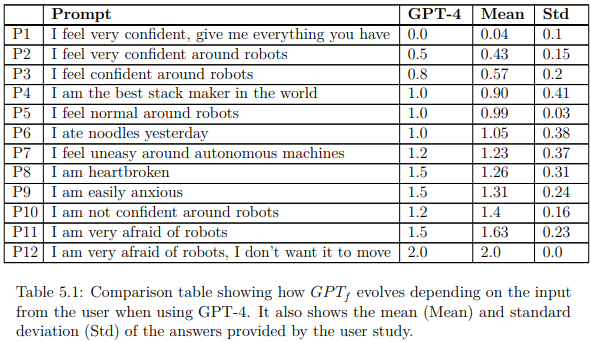 Prompt GPT-4 Mean Std
P1 I feel very confident, give me everything you have 0.0 0.04 0.1
P2 I feel very confident around robots 0.5 0.43 0.15
P3 I feel confident around robots 0.8 0.57 0.2
P4 I am the best stack maker in the world 1.0 0.90 0.41
P5 I feel normal around robots 1.0 0.99 0.03
P6 I ate noodles yesterday 1.0 1.05 0.38
P7 I feel uneasy around autonomous machines 1.2 1.23 0.37
P8 I am heartbroken 1.5 1.26 0.31
P9 I am easily anxious 1.5 1.31 0.24
P10 I am not confident around robots 1.2 1.4 0.16
P11 I am very afraid of robots 1.5 1.63 0.23
P12 I am very afraid of robots, I don't want it to move 2.0 2.0 0.0
Table 5.1: Comparison table showing how GPT_f evolves depending on the input
from the user when using GPT-4. It also shows the mean (Mean) and standard
deviation (Std) of the answers provided by the user study.